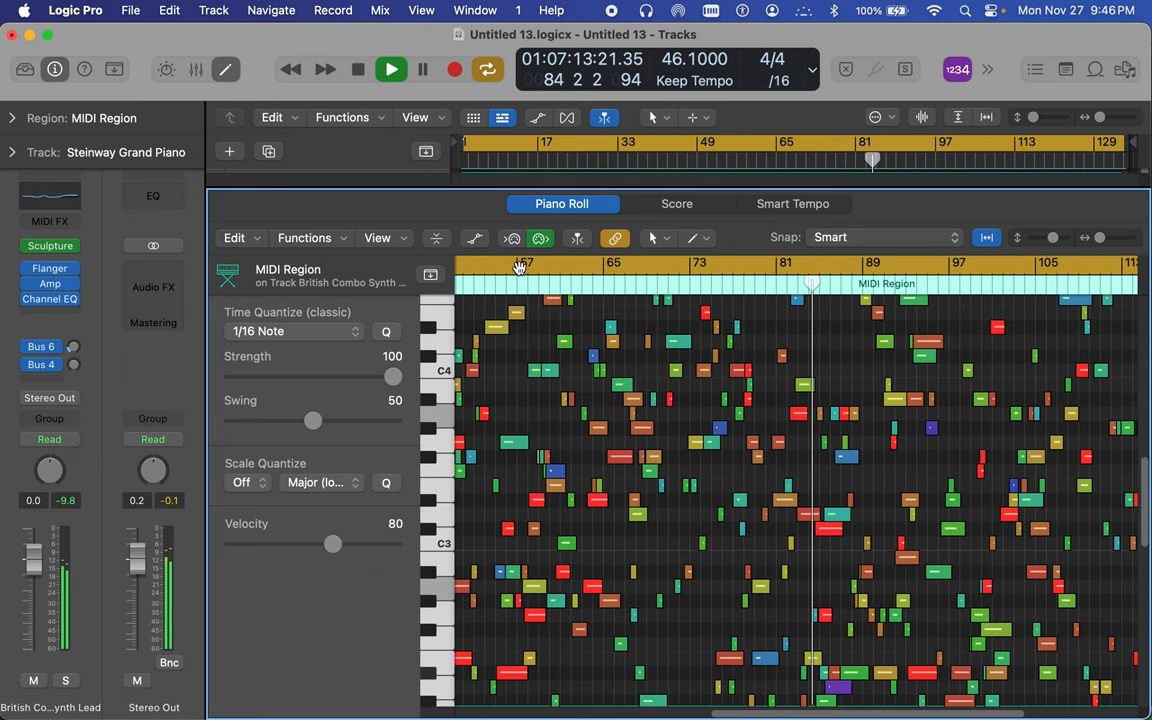 Logic Pro File Edit Track Navigate Record Mix View Window 1 Help 100% Mon Nov 27 9:46 PM
Untitled 13.logicx - Untitled 13 - Tracks
01:07:13:21.35 46.1000 4/4
84 2 2 094 Keep Tempo /16
1234
Region: MIDI Region
Edit Functions View
Track: Steinway Grand Piano
1 17 33 49 65 81 97 113 129
EQ
MIDI FX
Sculpture
Flanger
Amp
Channel EQ
Audio FX
Mastering
Bus 6
Bus 4
Stereo Out
Group Group
Read Read
0.0 -9.8 0.2 -0.1
Bnc
M S M
British Co...ynth Lead Stereo Out
Piano Roll Score Smart Tempo
Edit Functions View Snap: Smart
57 65 73 81 89 97 105 11
MIDI Region
on Track British Combo Synth ...
MIDI Region
Time Quantize (classic)
1/16 Note Q
Strength 100
Swing 50
Scale Quantize
Off Major (lo... Q
Velocity 80
C4
C3